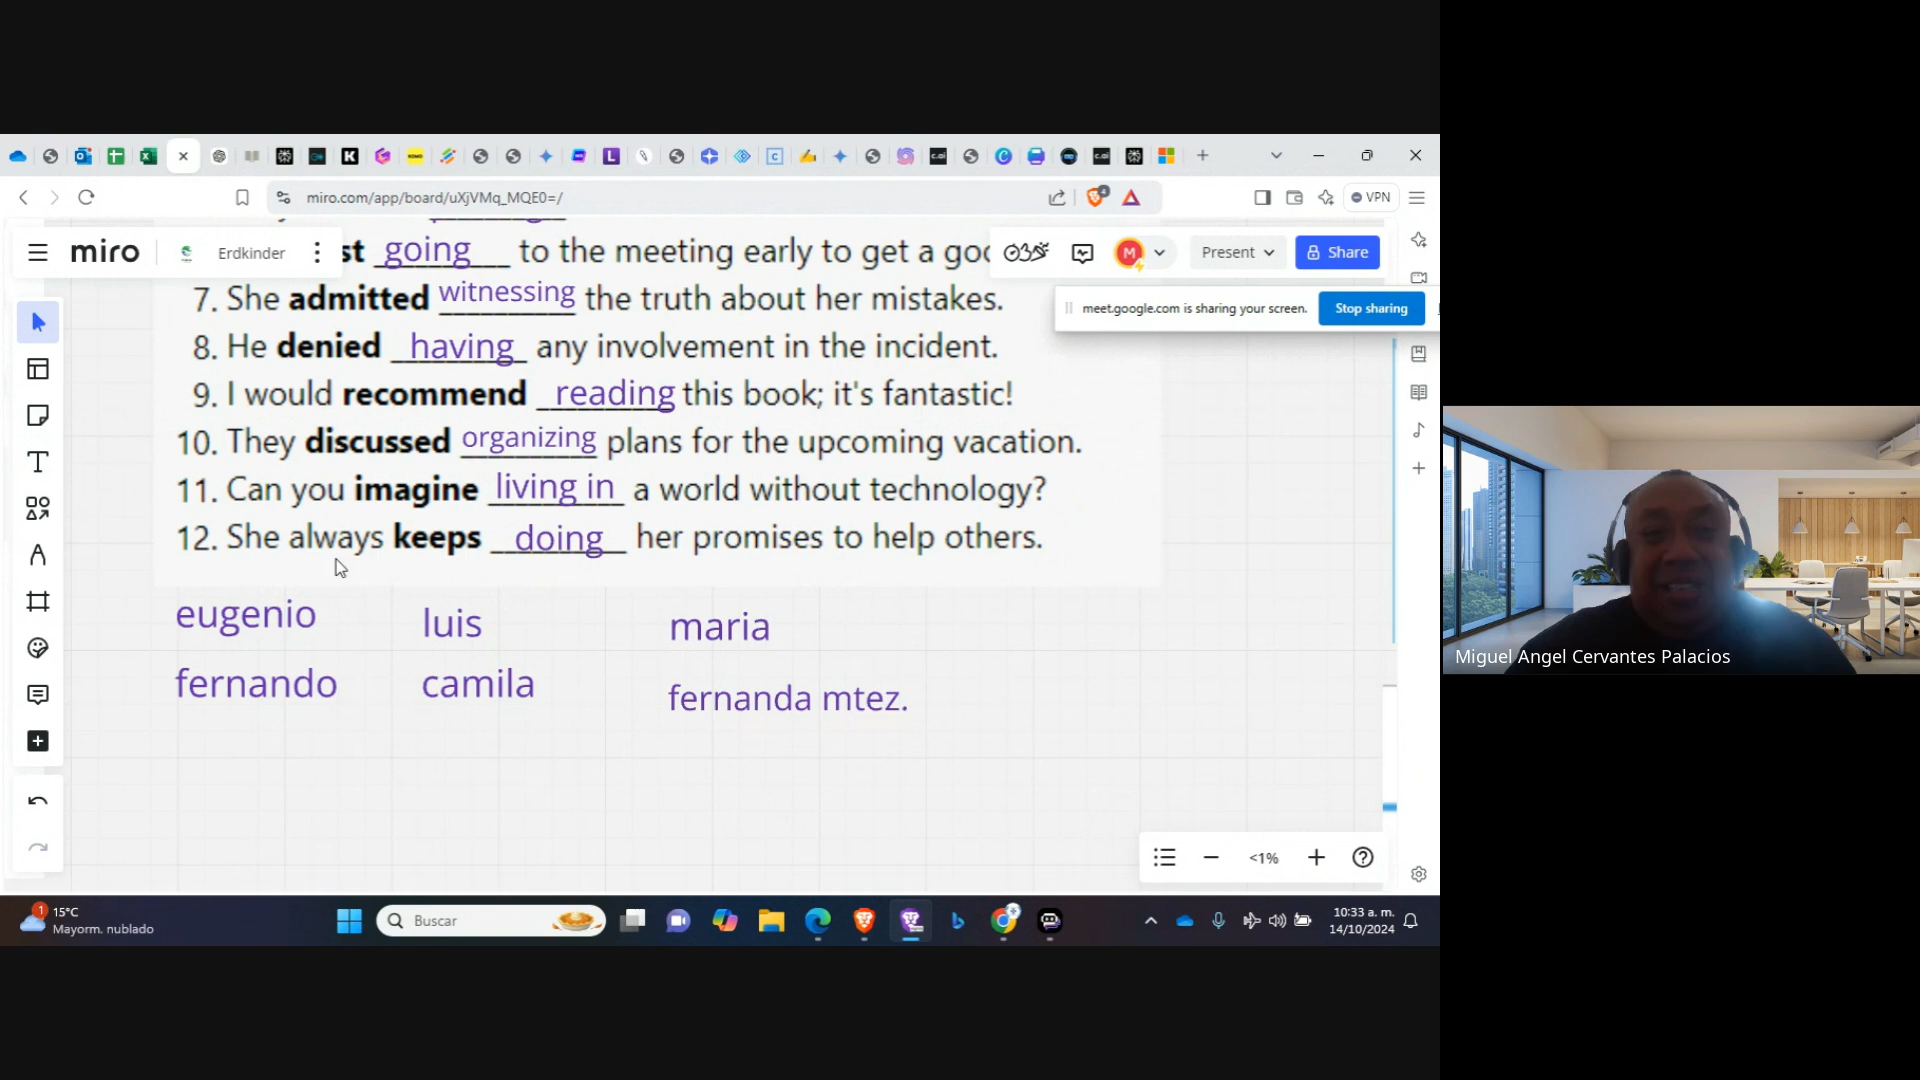 miro.com/app/board/uXjVMq_MQE0=/
VPN
miro
Erdkinder
st going to the meeting early to get a goo
Present
Share
meet.google.com is sharing your screen.
Stop sharing
7. She admitted witnessing the truth about her mistakes.
8. He denied having any involvement in the incident.
9. I would recommend reading this book; it's fantastic!
10. They discussed organizing plans for the upcoming vacation.
11. Can you imagine living in a world without technology?
12. She always keeps doing her promises to help others.
eugenio
luis
maria
fernando
camila
fernanda mtez.
Miguel Angel Cervantes Palacios
<1%
15°C
Mayorm. nublado
Buscar
10:33 a. m.
14/10/2024